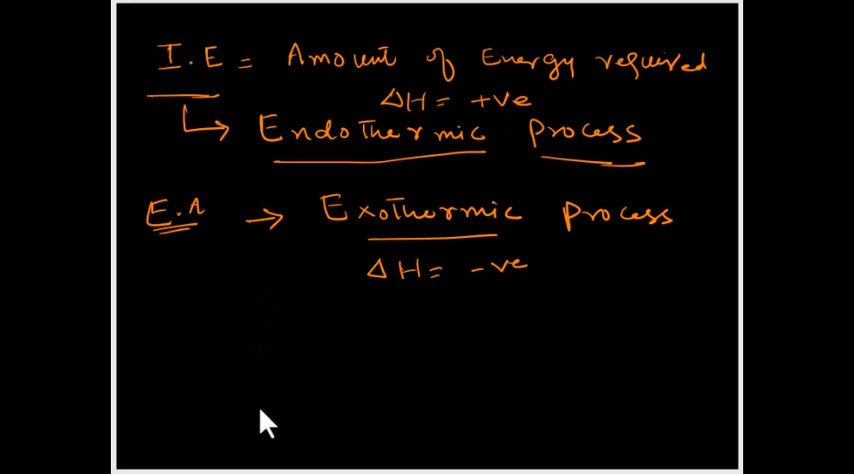 I.E = Amount of Energy required
ΔH = +ve
↳ Endothermic Process
E.A → Exothermic Process
ΔH = -ve